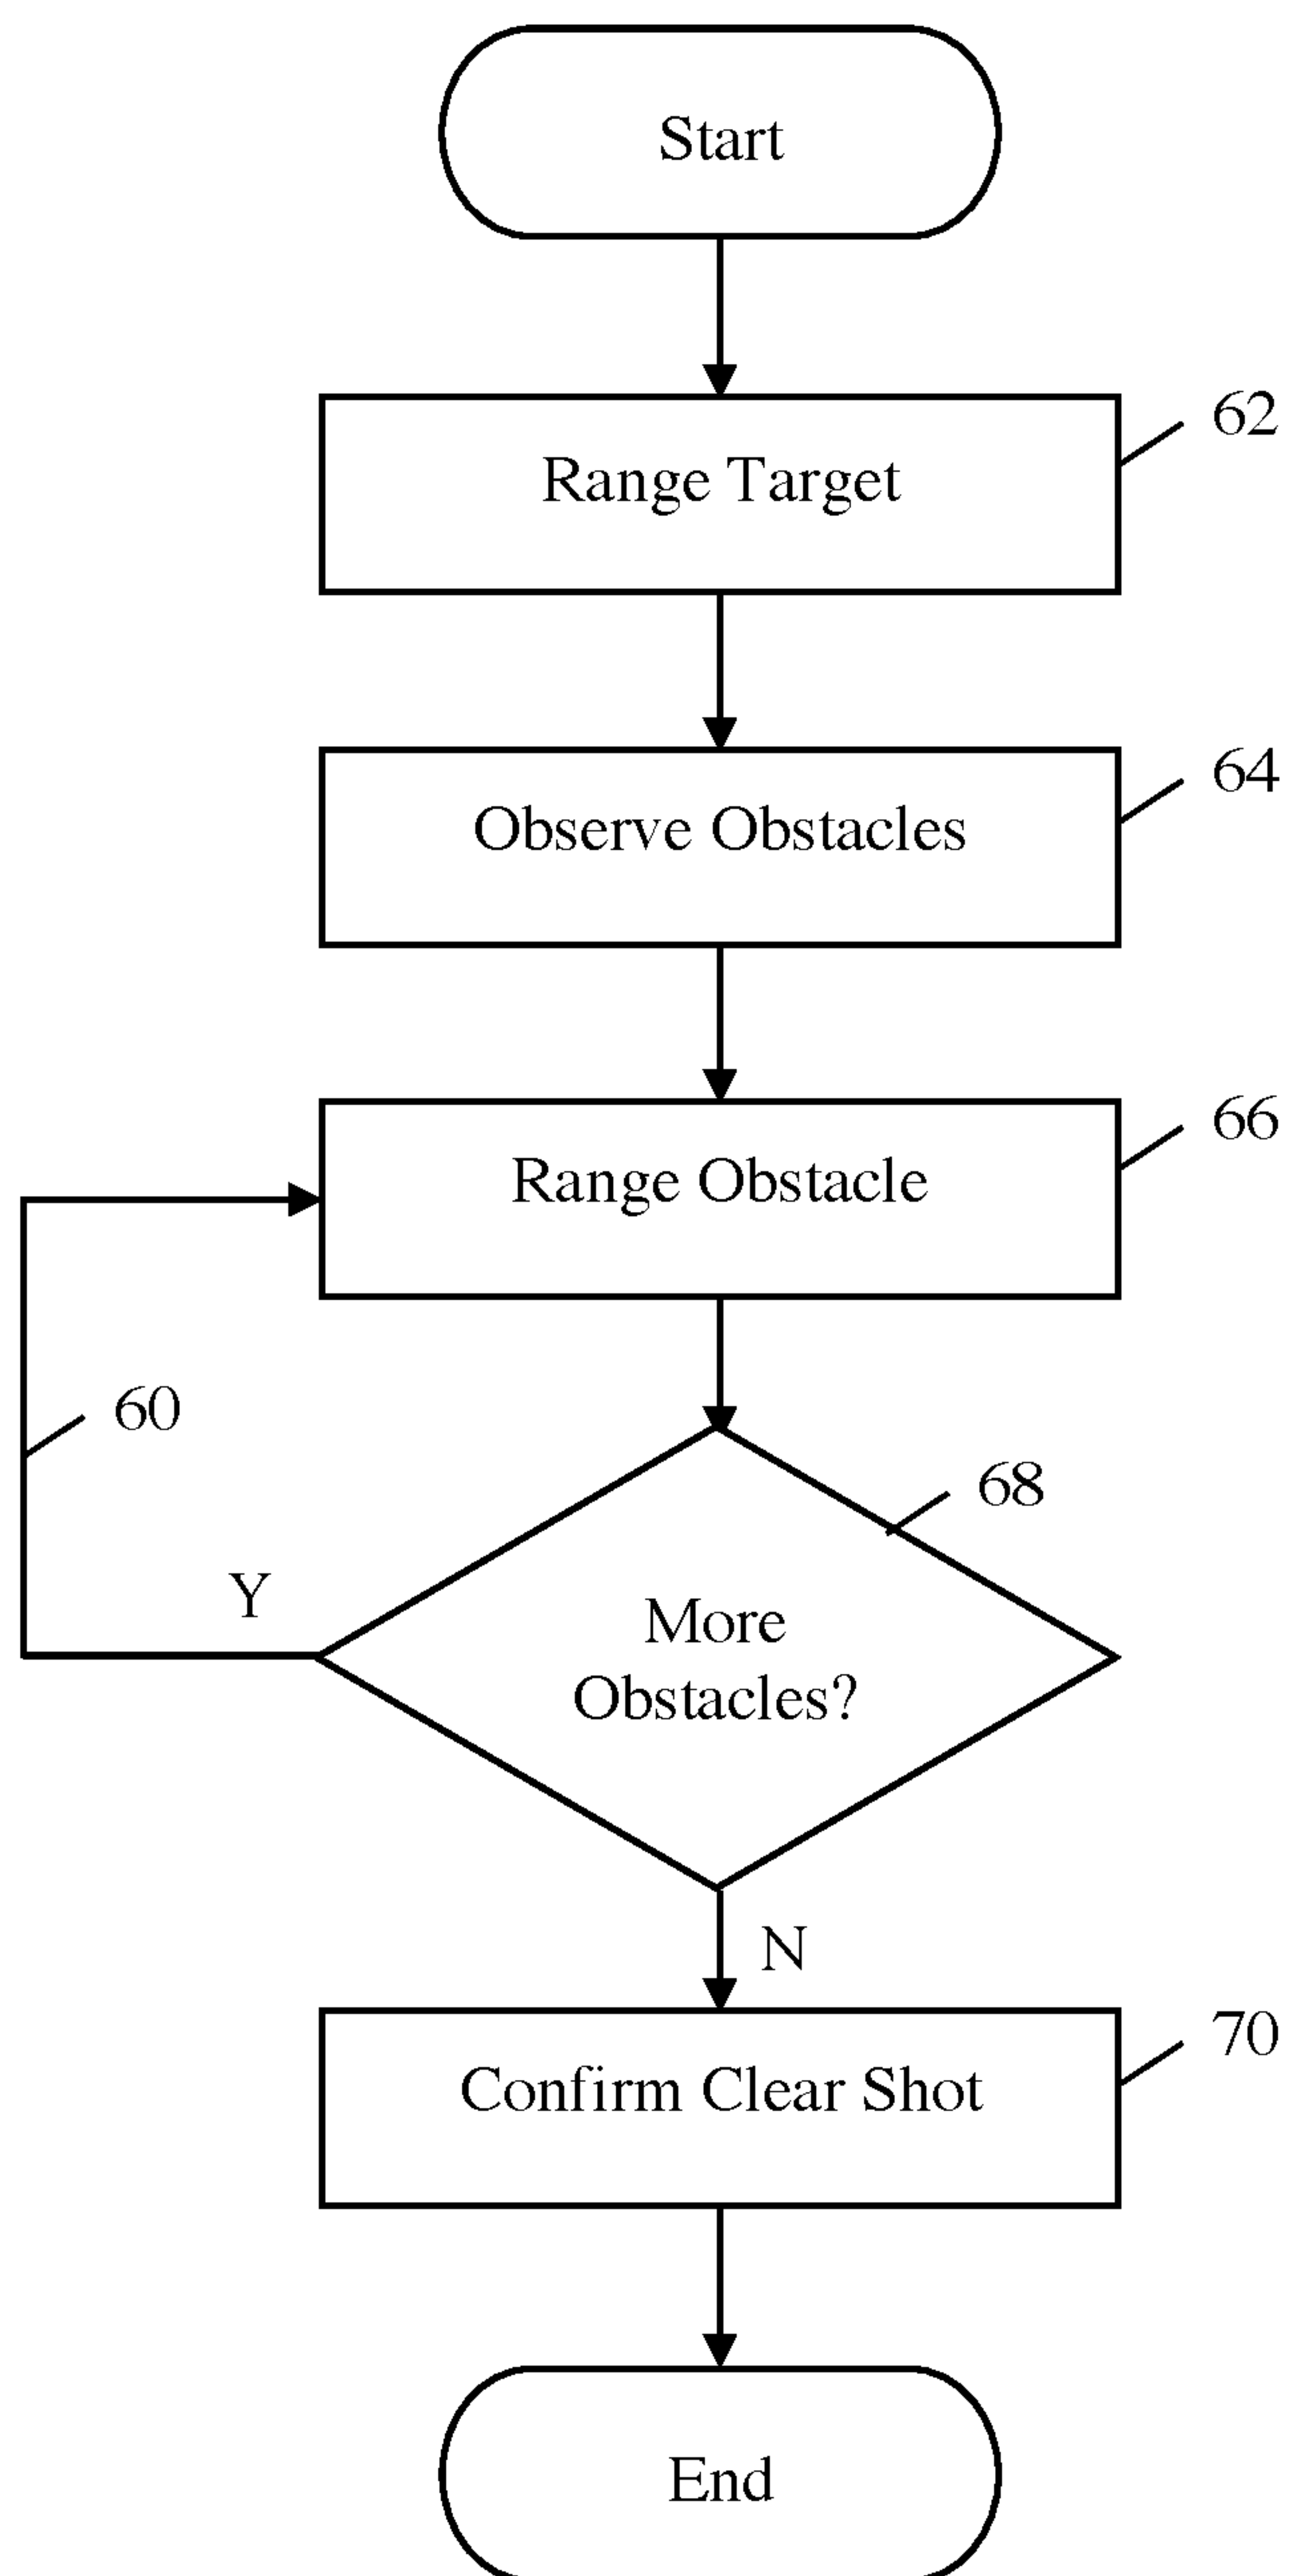 Start
62
Range Target
64
Observe Obstacles
66
Range Obstacle
60
68
Y
More
Obstacles?
N
70
Confirm Clear Shot
End